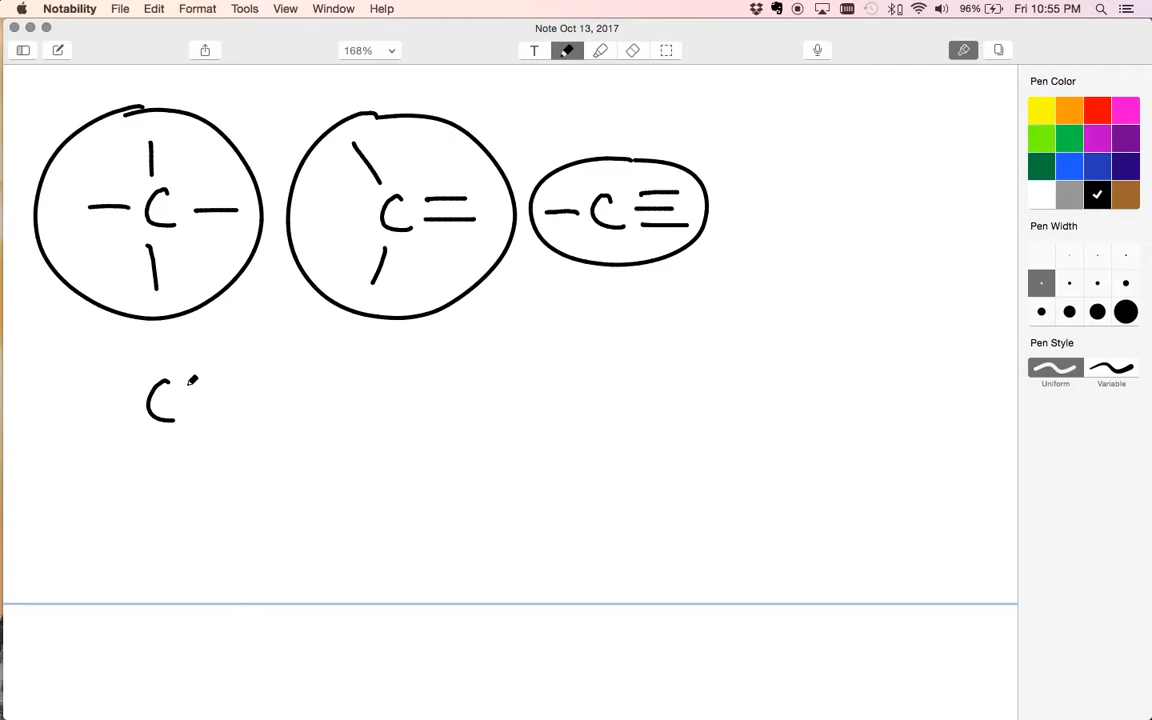 Notability File Edit Format Tools View Window Help 96% Fri 10:55 PM
Note Oct 13, 2017
168% T
Pen Color
C C C
Pen Width
Pen Style
Uniform Variable
C